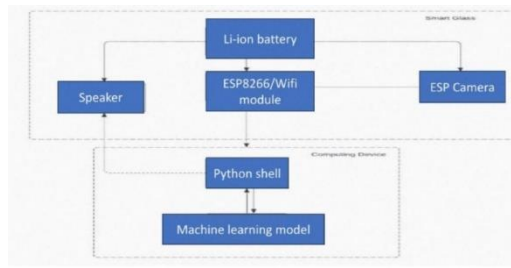 Smart Glass
Li-ion battery
Speaker
ESP8266/Wifi
module
ESP Camera
Computing Device
Python shell
Machine learning model